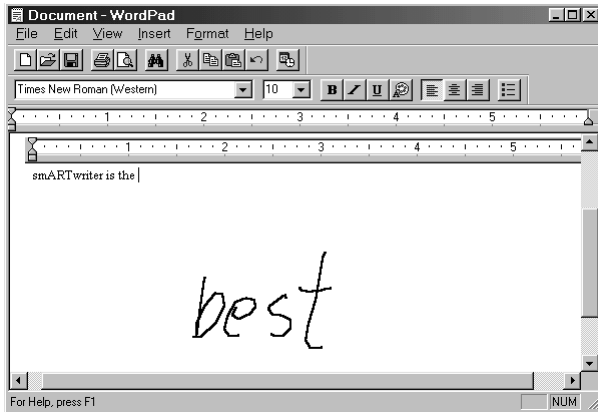 Document - WordPad
File Edit View Insert Format Help
Times New Roman (Western) 10 B I U
1 2 3 4 5
1 2 3 4 5
smARTwriter is the
best
For Help, press F1 NUM